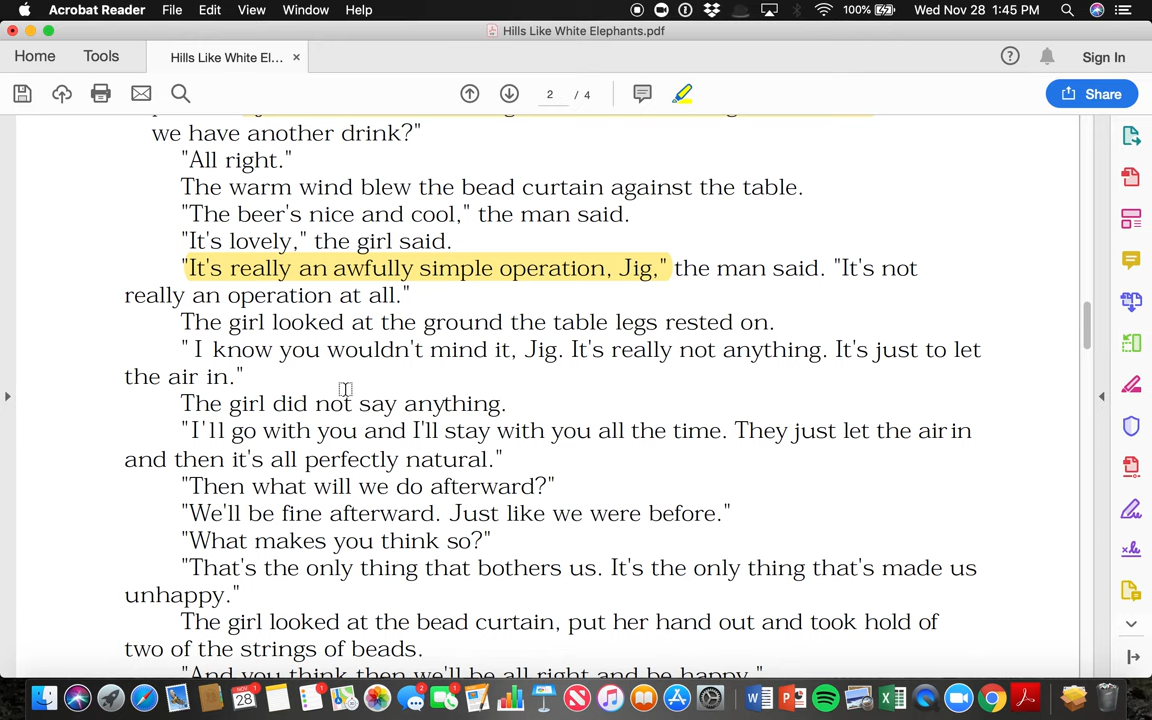 Acrobat Reader File Edit View Window Help 100% Wed Nov 28 1:45 PM
Hills Like White Elephants.pdf
Home Tools Hills Like White El... × Sign In
2 / 4 Share
we have another drink?"
"All right."
The warm wind blew the bead curtain against the table.
"The beer's nice and cool," the man said.
"It's lovely," the girl said.
"It's really an awfully simple operation, Jig," the man said. "It's not
really an operation at all."
The girl looked at the ground the table legs rested on.
" I know you wouldn't mind it, Jig. It's really not anything. It's just to let
the air in."
The girl did not say anything.
"I'll go with you and I'll stay with you all the time. They just let the air in
and then it's all perfectly natural."
"Then what will we do afterward?"
"We'll be fine afterward. Just like we were before."
"What makes you think so?"
"That's the only thing that bothers us. It's the only thing that's made us
unhappy."
The girl looked at the bead curtain, put her hand out and took hold of
two of the strings of beads.
"And you think then we'll be all right and be happy."